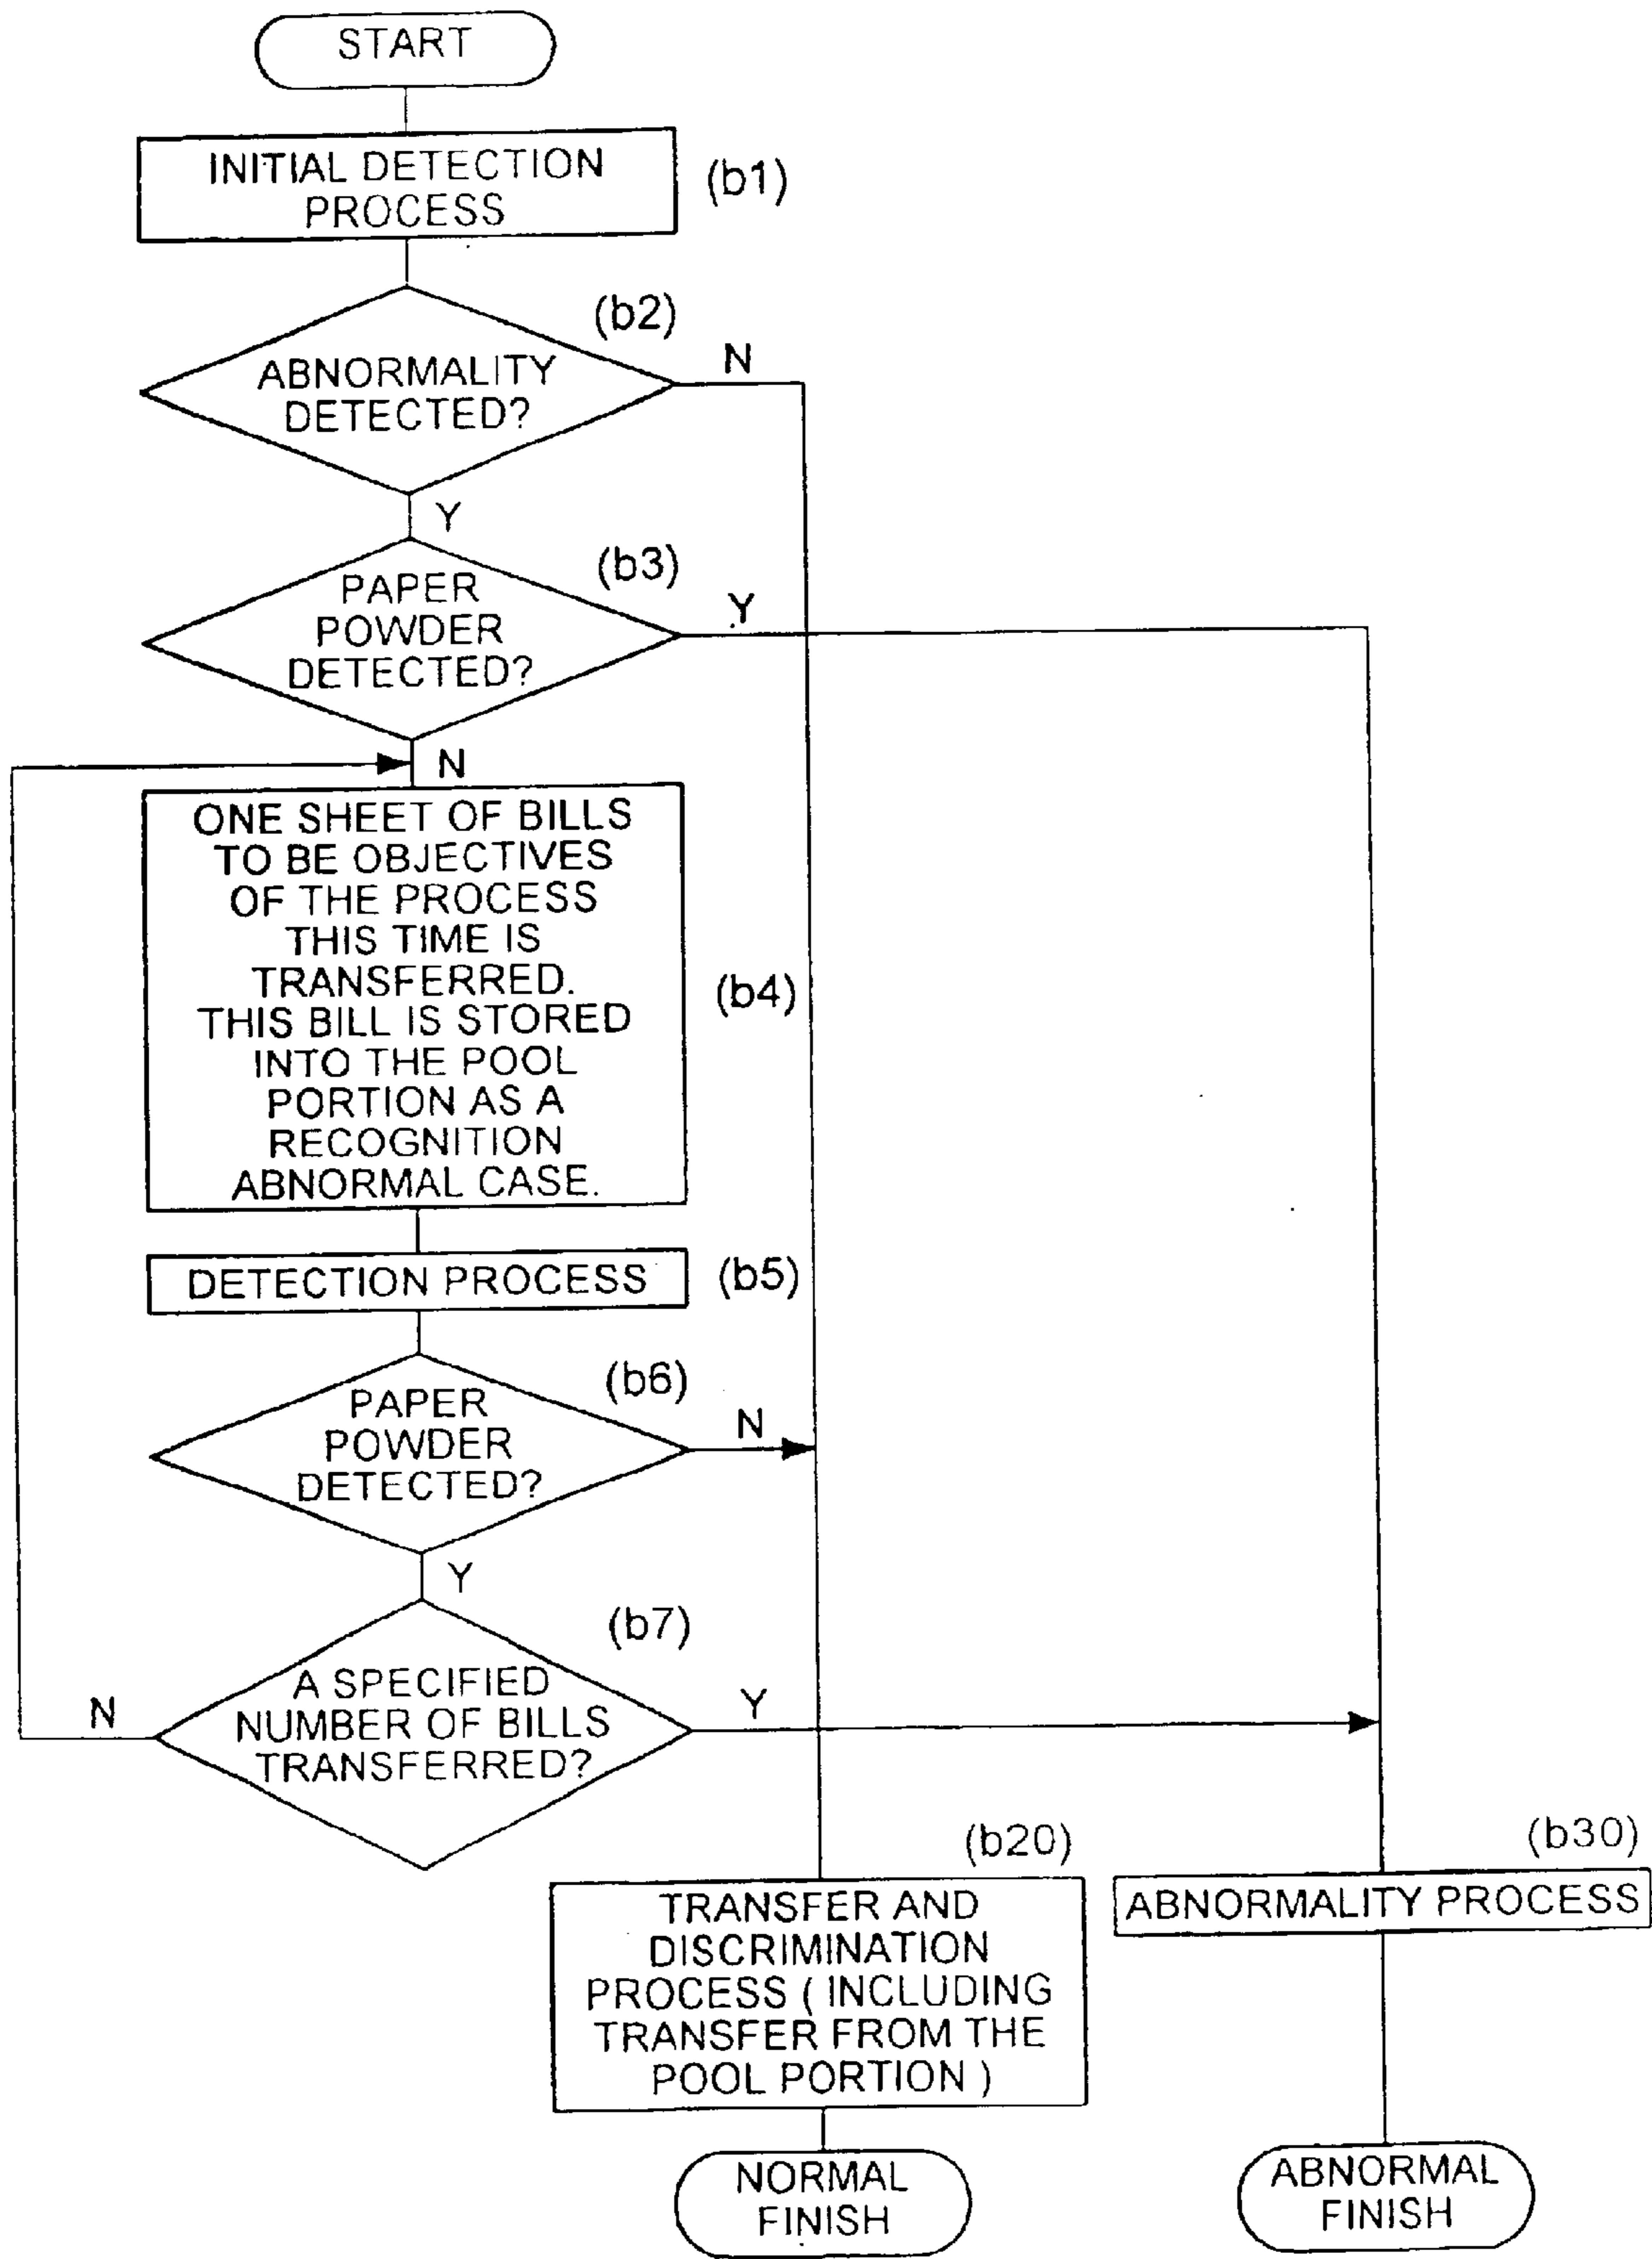 START
INITIAL DETECTION
PROCESS
(b1)
(b2)
ABNORMALITY
DETECTED?
N
Y
(b3)
PAPER
POWDER
DETECTED?
Y
N
ONE SHEET OF BILLS
TO BE OBJECTIVES
OF THE PROCESS
THIS TIME IS
TRANSFERRED.
THIS BILL IS STORED
INTO THE POOL
PORTION AS A
RECOGNITION
ABNORMAL CASE.
(b4)
DETECTION PROCESS
(b5)
(b6)
PAPER
POWDER
DETECTED?
N
Y
(b7)
A SPECIFIED
NUMBER OF BILLS
TRANSFERRED?
N
Y
(b20)
TRANSFER AND
DISCRIMINATION
PROCESS ( INCLUDING
TRANSFER FROM THE
POOL PORTION )
(b30)
ABNORMALITY PROCESS
NORMAL
FINISH
ABNORMAL
FINISH